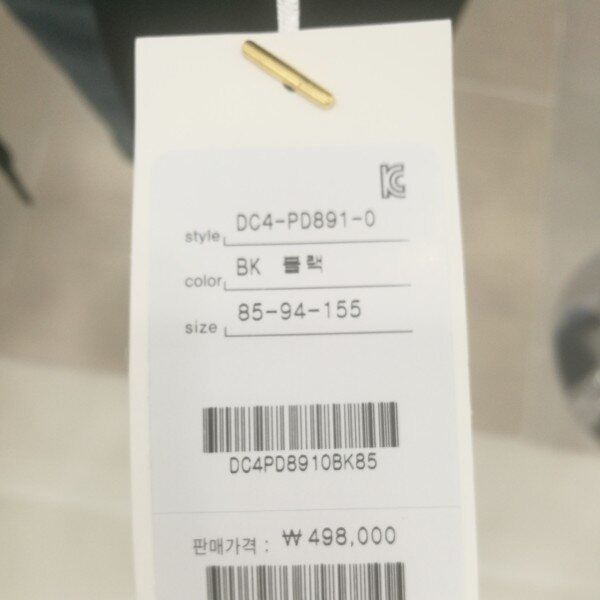 KC
style DC4-PD891-0
color BK 블랙
size 85-94-155
DC4PD8910BK85
판매가격 : ₩498,000